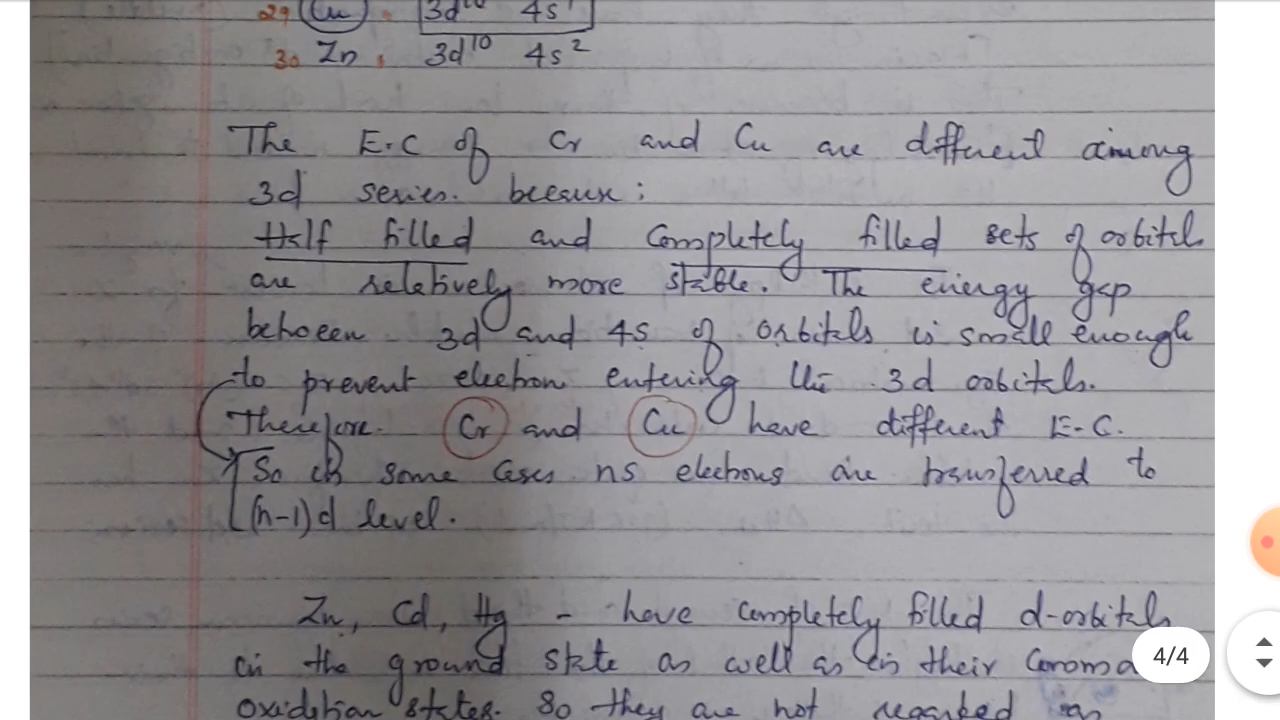 29 Cu : 3d10 4s1
30 Zn : 3d10 4s2
The E.C of Cr and Cu are different among
3d series. becsux :
Half filled and Completely filled sets of orbitals
are relatively more stable. The energy gap
between 3d and 4s of orbitals is small enough
to prevent electron entering the 3d orbitals.
Therefore. Cr and Cu have different E.C.
So in some cases ns electrons are transferred to
(n-1)d level.
Zn, Cd, Hg - have completely filled d-orbitals
in the ground state as well as in their
4/4
oxidation states. So they are not regarded as